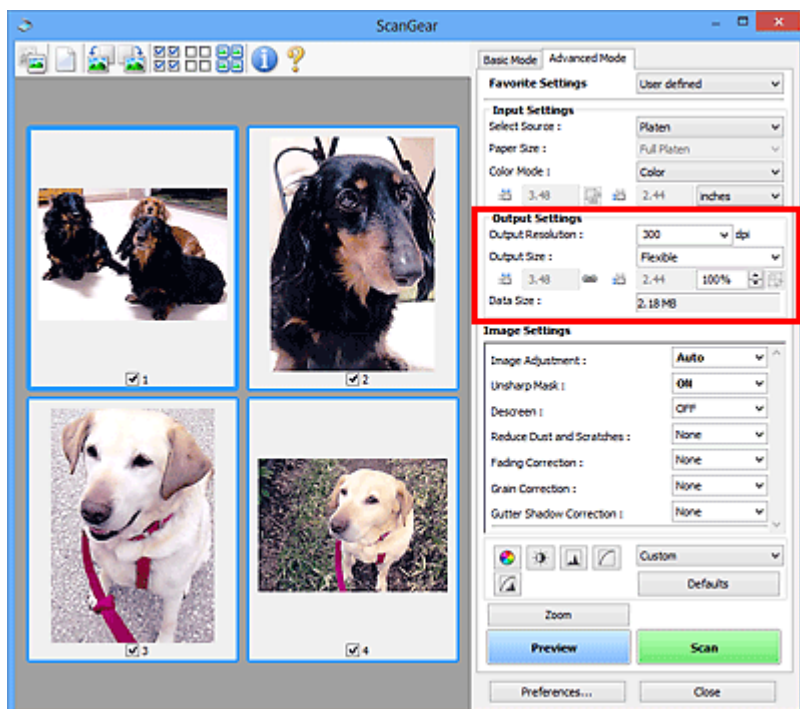 ScanGear
Basic Mode Advanced Mode
Favorite Settings User defined
Input Settings
Select Source : Platen
Paper Size : Full Platen
Color Mode : Color
3.48 2.44 inches
Output Settings
Output Resolution : 300 dpi
Output Size : Flexible
3.48 2.44 100%
Data Size : 2.18 MB
Image Settings
Image Adjustment : Auto
Unsharp Mask : ON
Descreen : OFF
Reduce Dust and Scratches : None
Fading Correction : None
Grain Correction : None
Gutter Shadow Correction : None
Custom
Defaults
Zoom
Preview Scan
Preferences... Close
1
2
3
4